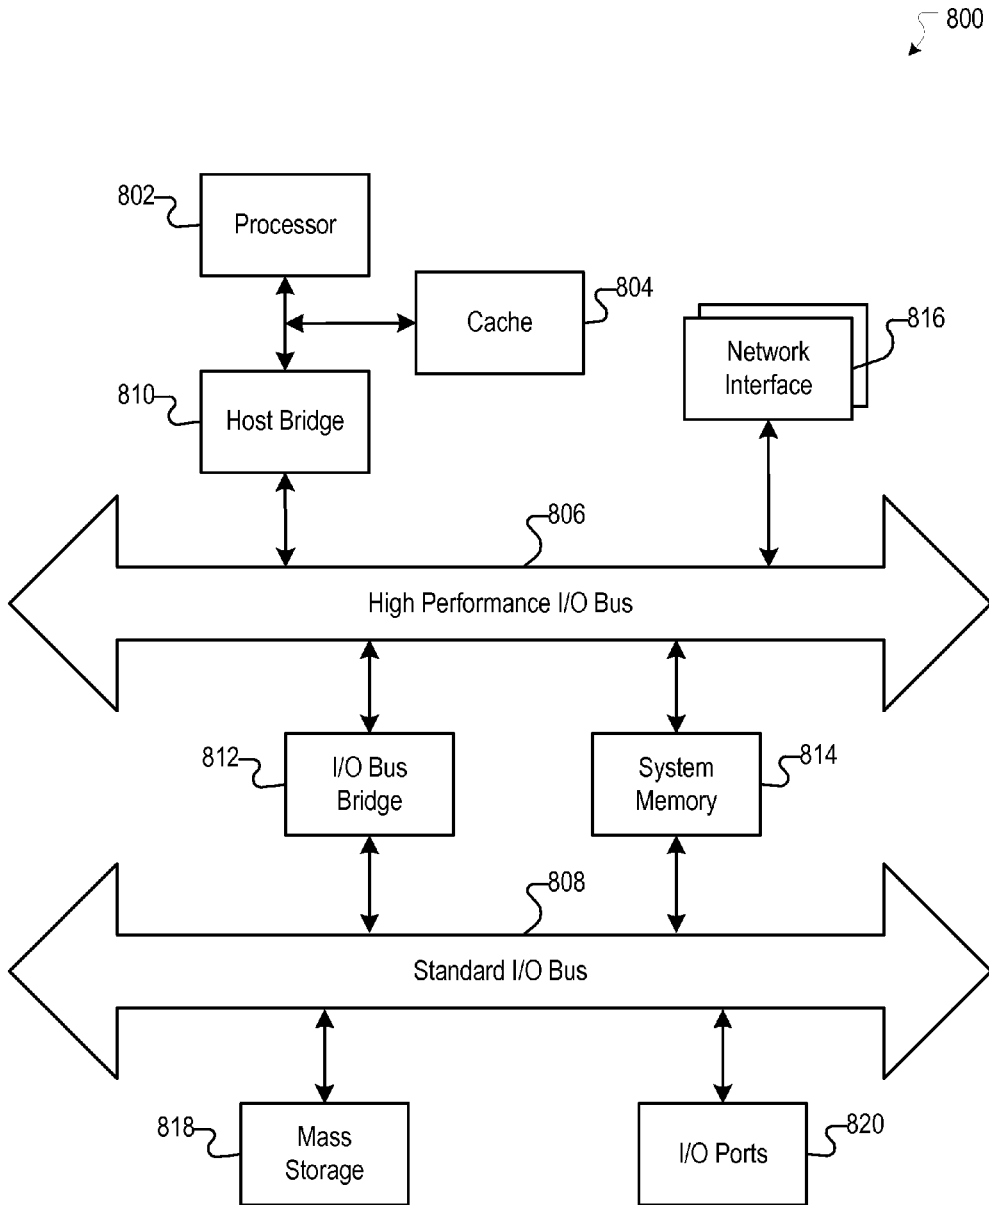 800
802
Processor
804
Cache
816
Network
Interface
810
Host Bridge
806
High Performance I/O Bus
812
I/O Bus
Bridge
814
System
Memory
808
Standard I/O Bus
818
Mass
Storage
820
I/O Ports